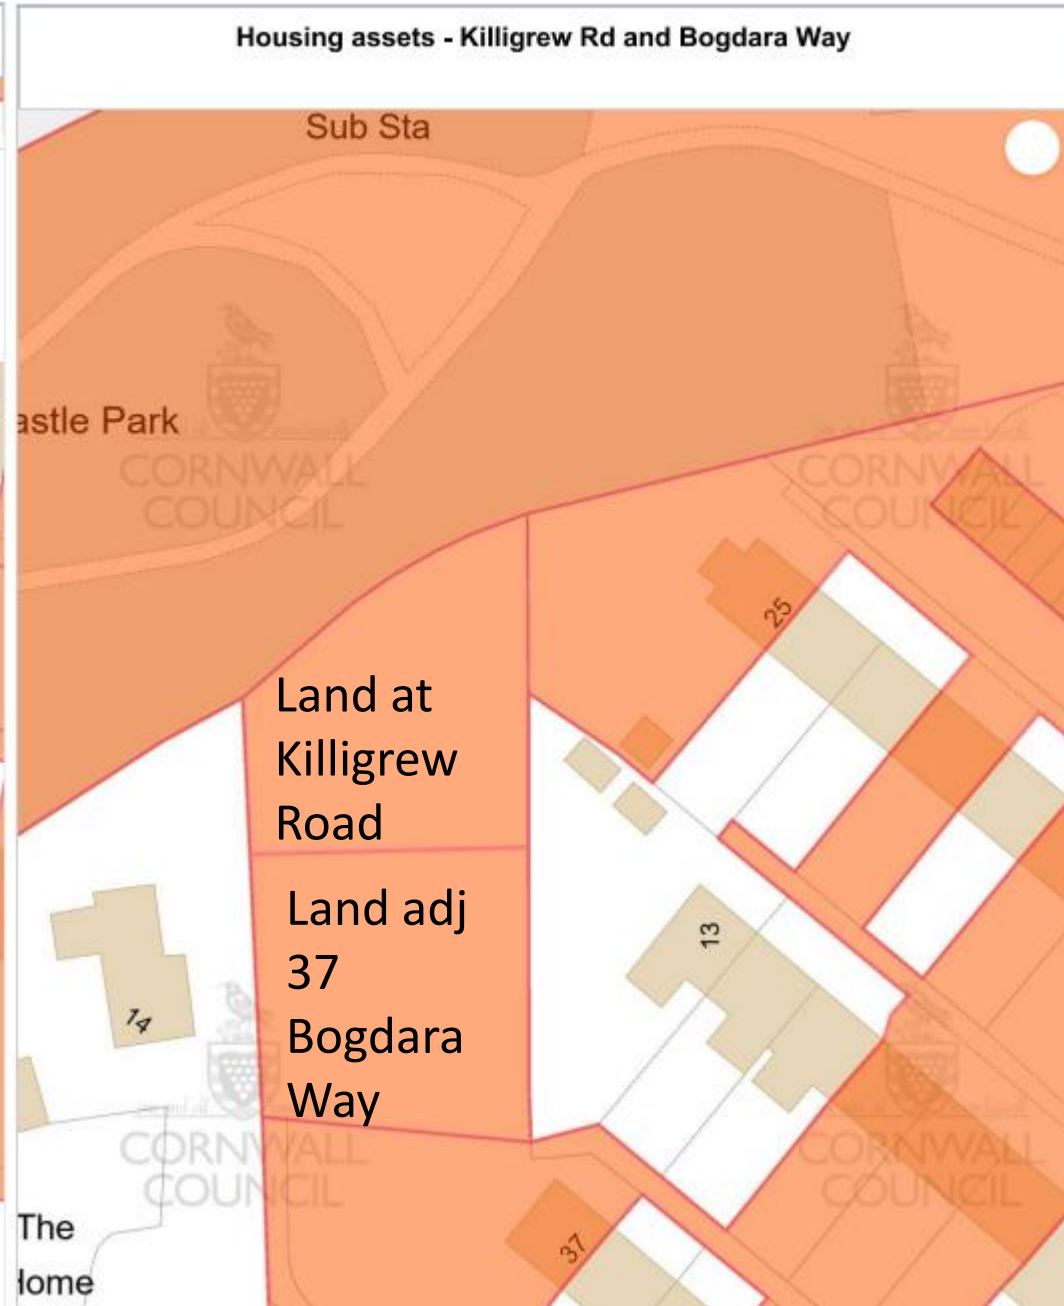 Housing assets - Killigrew Rd and Bogdara Way
Sub Sta
astle Park
CORNWALL
COUNCIL
CORNWALL
COUNCIL
25
Land at
Killigrew
Road
Land adj
37
Bogdara
Way
13
14
CORNWALL
COUNCIL
CORNWALL
COUNCIL
The
Home
37